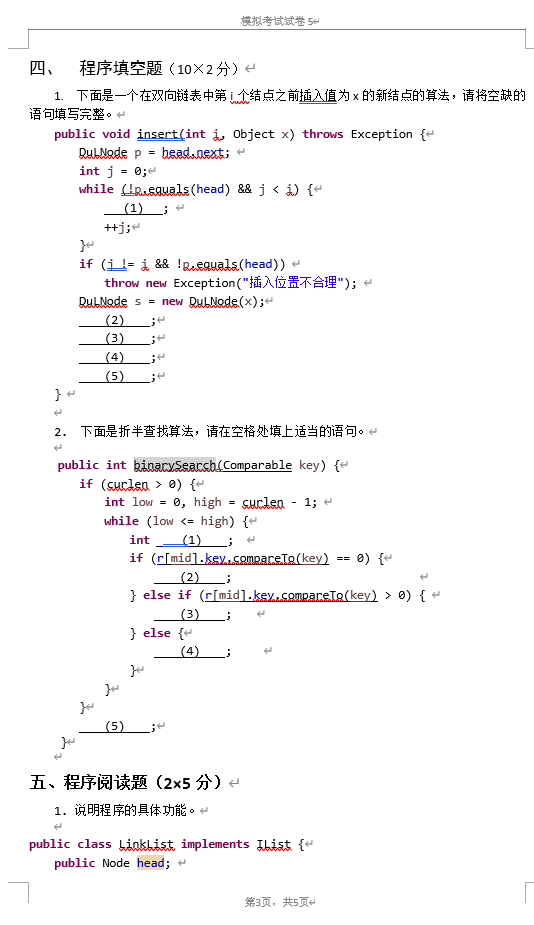 模拟考试试卷 5
四、 程序填空题（10×2 分）
1. 下面是一个在双向链表中第 i 个结点之前插入值为 x 的新结点的算法，请将空缺的
语句填写完整。
public void insert(int i, Object x) throws Exception {
DuLNode p = head.next;
int j = 0;
while (!p.equals(head) && j < i) {
(1) ;
++j;
}
if (j != i && !p.equals(head))
throw new Exception("插入位置不合理");
DuLNode s = new DuLNode(x);
(2) ;
(3) ;
(4) ;
(5) ;
}
2. 下面是折半查找算法，请在空格处填上适当的语句。
public int binarySearch(Comparable key) {
if (curlen > 0) {
int low = 0, high = curlen - 1;
while (low <= high) {
int (1) ;
if (r[mid].key.compareTo(key) == 0) {
(2) ;
} else if (r[mid].key.compareTo(key) > 0) {
(3) ;
} else {
(4) ;
}
}
}
(5) ;
}
五、程序阅读题（2×5 分）
1. 说明程序的具体功能。
public class LinkList implements IList {
public Node head;
第3页，共5页